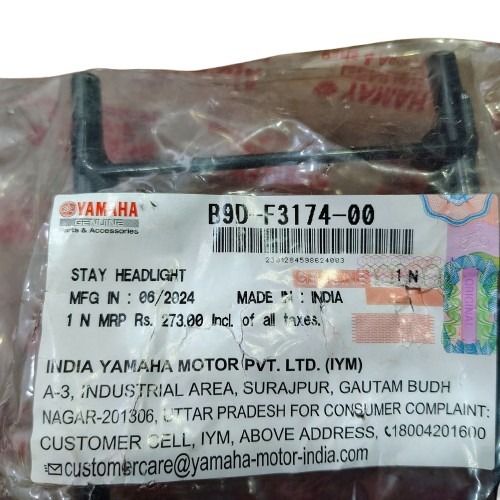 YAMAHA
YAMAHA
GENUINE
Parts & Accessories
B9D-F3174-00
2301284598624003
STAY HEADLIGHT
GENUINE
1 N
MFG IN : 06/2024 MADE IN : INDIA
1 N MRP Rs. 273.00 Incl. of all taxes.
ORIGINAL
INDIA YAMAHA MOTOR PVT. LTD. (IYM)
A-3, INDUSTRIAL AREA, SURAJPUR, GAUTAM BUDH
NAGAR-201306, UTTAR PRADESH FOR CONSUMER COMPLAINT:
CUSTOMER CELL, IYM, ABOVE ADDRESS, 18004201600
customercare@yamaha-motor-india.com